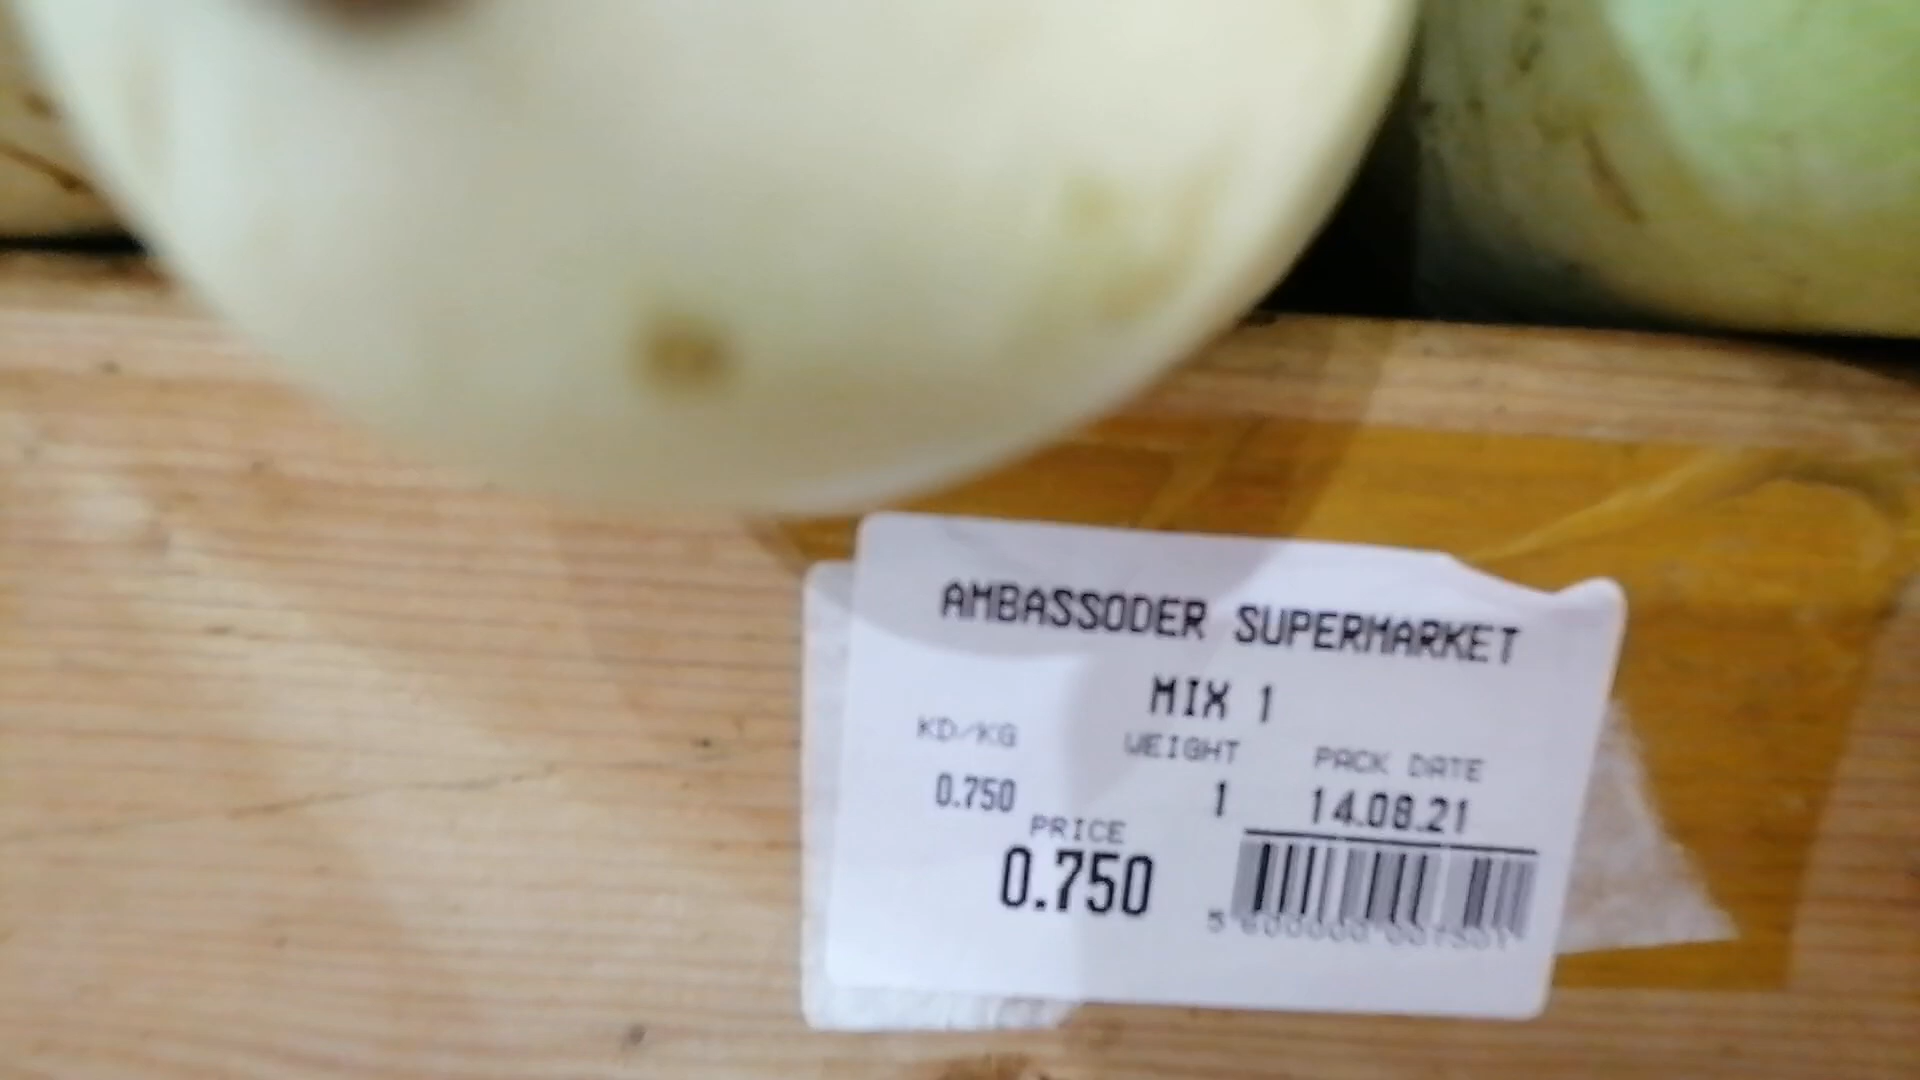 AMBASSODER SUPERMARKET
MIX 1
KD/KG WEIGHT PACK DATE
0.750 1 14.08.21
PRICE
0.750